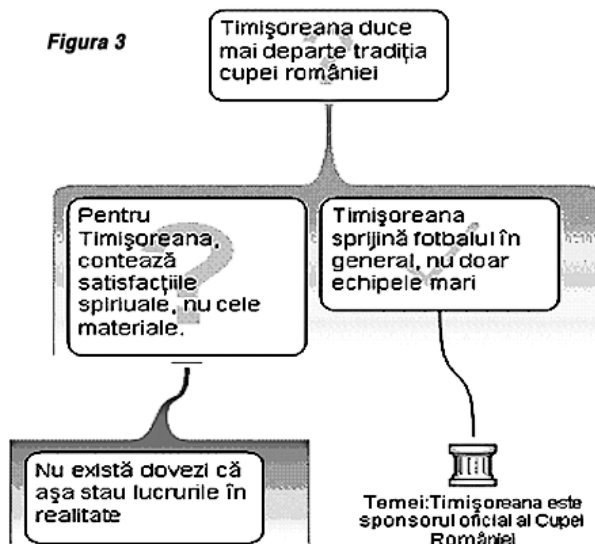 Figura 3
Timişoreana duce
mai departe tradiţia
cupei româniei
Pentru
Timişoreana,
contează
satisfacţiile
spiriuale, nu cele
materiale.
Timişoreana
sprijină fotbalul în
general, nu doar
echipele mari
Nu există dovezi că
aşa stau lucrurile în
realitate
Temei:Timişoreana este
sponsorul oficial al Cupei
României